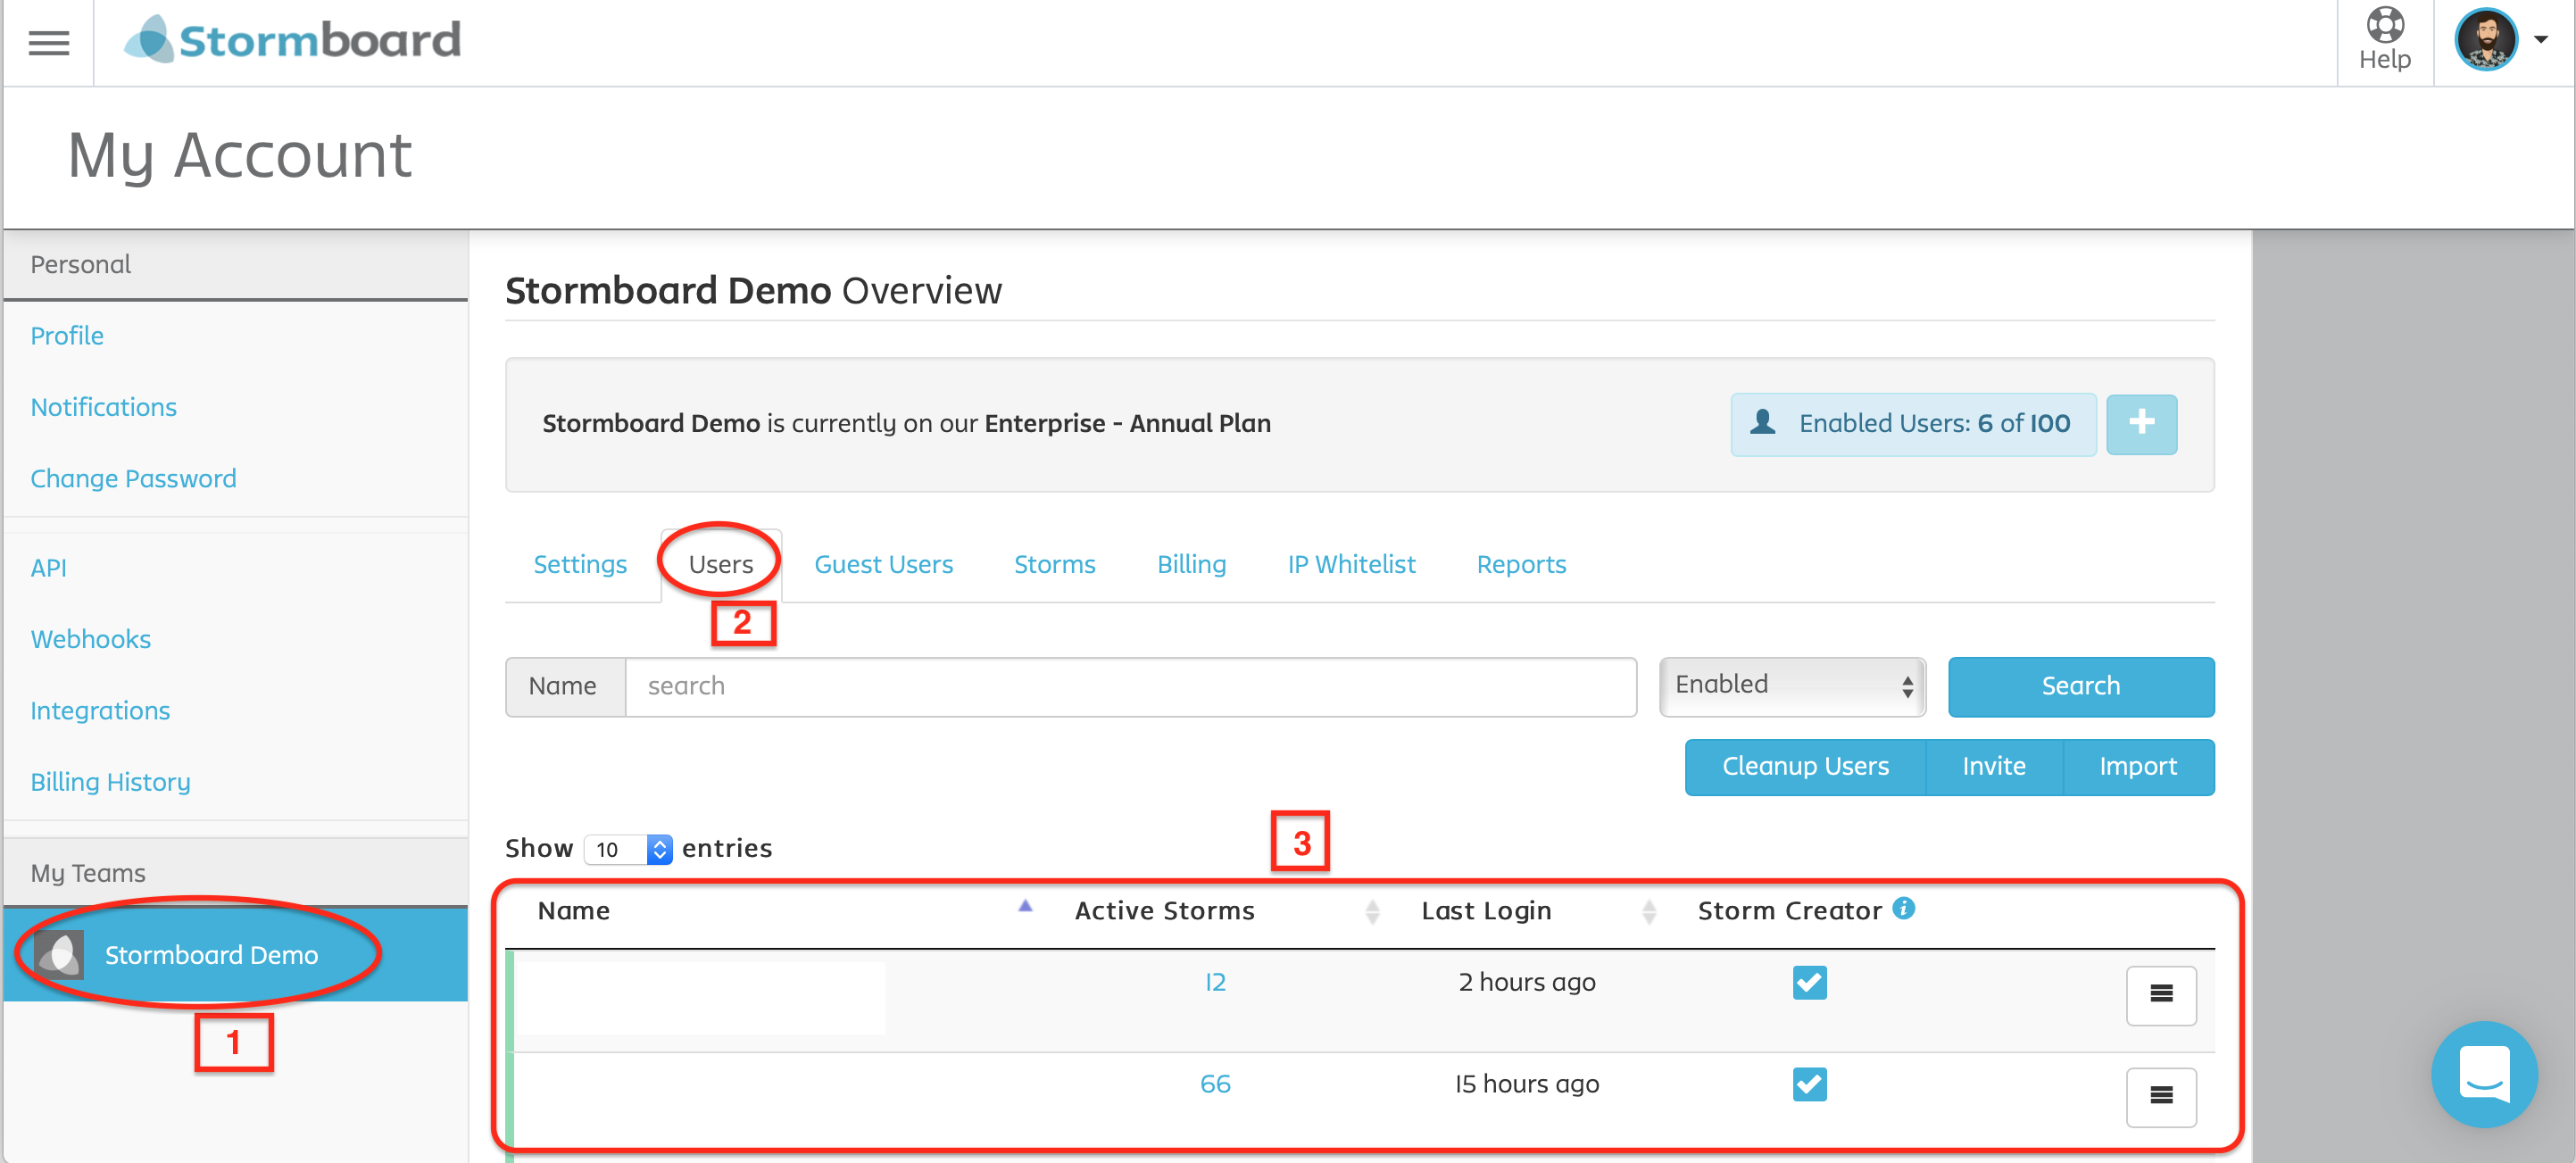 Stormboard
Help
My Account
Personal
Profile
Notifications
Change Password
API
Webhooks
Integrations
Billing History
My Teams
Stormboard Demo
1
Stormboard Demo Overview
Stormboard Demo is currently on our Enterprise - Annual Plan
Enabled Users: 6 of 100
Settings Users Guest Users Storms Billing IP Whitelist Reports
2
Name search Enabled Search
Cleanup Users Invite Import
3
Show 10 entries
Name Active Storms Last Login Storm Creator
12 2 hours ago
66 15 hours ago